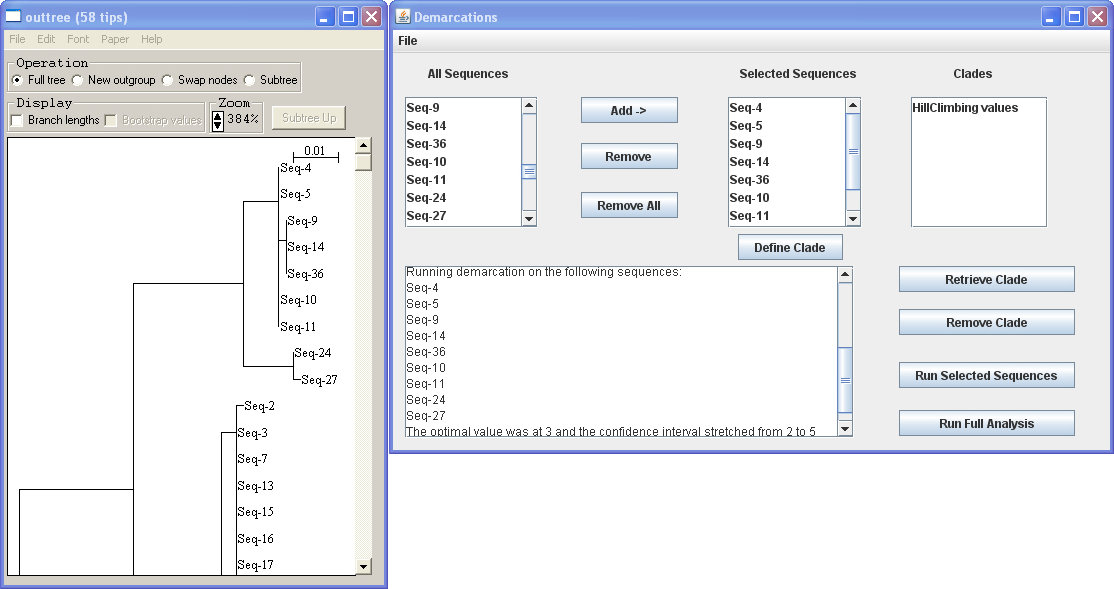 outtree (58 tips)
File Edit Font Paper Help
Operation
Full tree New outgroup Swap nodes Subtree
Display
Branch lengths Bootstrap values
Zoom
384%
Subtree Up
0.01
Seq-4
Seq-5
Seq-9
Seq-14
Seq-36
Seq-10
Seq-11
Seq-24
Seq-27
Seq-2
Seq-3
Seq-7
Seq-13
Seq-15
Seq-16
Seq-17
Demarcations
File
All Sequences
Seq-9
Seq-14
Seq-36
Seq-10
Seq-11
Seq-24
Seq-27
Add ->
Remove
Remove All
Selected Sequences
Seq-4
Seq-5
Seq-9
Seq-14
Seq-36
Seq-10
Seq-11
Define Clade
Clades
HillClimbing values
Running demarcation on the following sequences:
Seq-4
Seq-5
Seq-9
Seq-14
Seq-36
Seq-10
Seq-11
Seq-24
Seq-27
The optimal value was at 3 and the confidence interval stretched from 2 to 5
Retrieve Clade
Remove Clade
Run Selected Sequences
Run Full Analysis